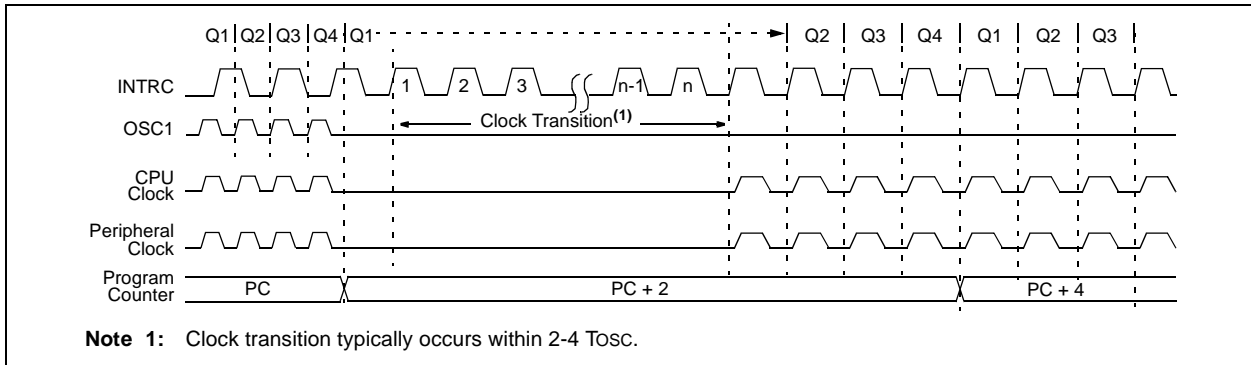 Q1 Q2 Q3 Q4 Q1 Q2 Q3 Q4 Q1 Q2 Q3
INTRC 1 2 3 n-1 n
Clock Transition(1)
OSC1
CPU
Clock
Peripheral
Clock
Program
Counter
PC PC + 2 PC + 4
Note 1: Clock transition typically occurs within 2-4 TOSC.